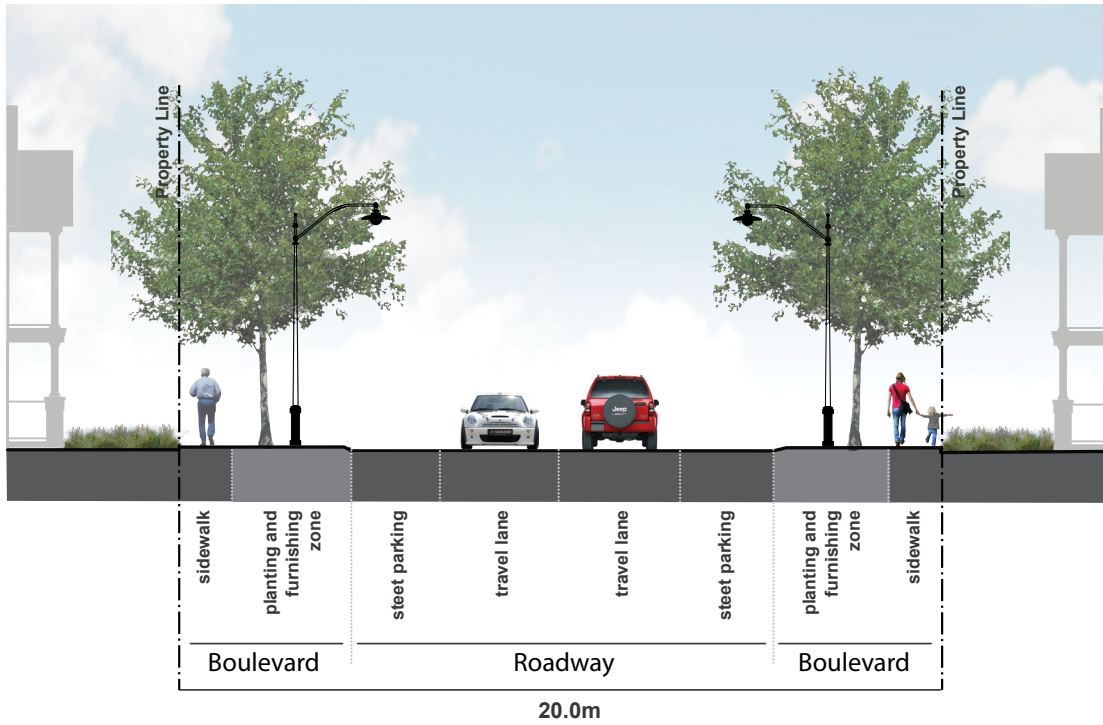 Property Line
Property Line
Jeep
sidewalk
planting and
furnishing
zone
steet parking
travel lane
travel lane
steet parking
planting and
furnishing
zone
sidewalk
Boulevard
Roadway
Boulevard
20.0m